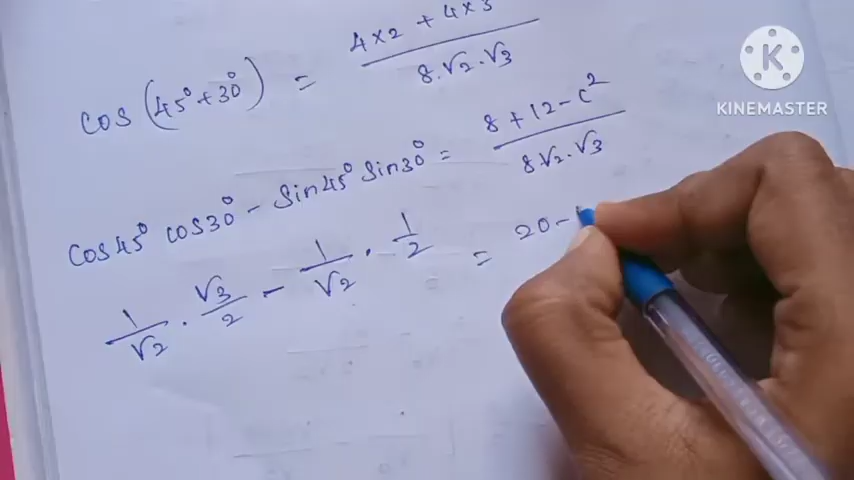 cos(45°+30°) = (4×2 + 4×3)/(8.√2.√3)
cos45° cos30° - sin45° sin30° = (8+12-c²)/(8√2.√3)
1/√2 . √3/2 - 1/√2 . 1/2 = 20-
K
KINEMASTER